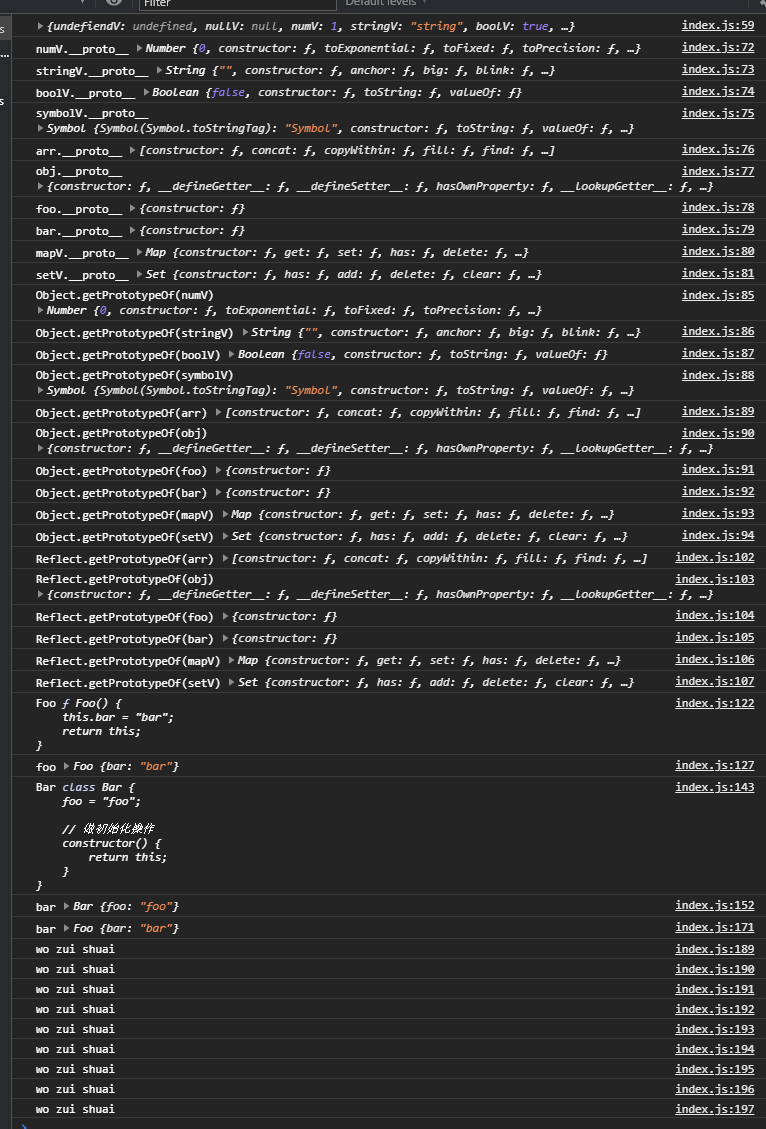 Filter
Default levels
{undefiendV: undefined, nullV: null, numV: 1, stringV: "string", boolV: true, …} index.js:59
numV.__proto__ Number {0, constructor: ƒ, toExponential: ƒ, toFixed: ƒ, toPrecision: ƒ, …} index.js:72
stringV.__proto__ String {"", constructor: ƒ, anchor: ƒ, big: ƒ, blink: ƒ, …} index.js:73
boolV.__proto__ Boolean {false, constructor: ƒ, toString: ƒ, valueOf: ƒ} index.js:74
symbolV.__proto__ index.js:75
Symbol {Symbol(Symbol.toStringTag): "Symbol", constructor: ƒ, toString: ƒ, valueOf: ƒ, …}
arr.__proto__ [constructor: ƒ, concat: ƒ, copyWithin: ƒ, fill: ƒ, find: ƒ, …] index.js:76
obj.__proto__ index.js:77
{constructor: ƒ, __defineGetter__: ƒ, __defineSetter__: ƒ, hasOwnProperty: ƒ, __lookupGetter__: ƒ, …}
foo.__proto__ {constructor: ƒ} index.js:78
bar.__proto__ {constructor: ƒ} index.js:79
mapV.__proto__ Map {constructor: ƒ, get: ƒ, set: ƒ, has: ƒ, delete: ƒ, …} index.js:80
setV.__proto__ Set {constructor: ƒ, has: ƒ, add: ƒ, delete: ƒ, clear: ƒ, …} index.js:81
Object.getPrototypeOf(numV) index.js:85
Number {0, constructor: ƒ, toExponential: ƒ, toFixed: ƒ, toPrecision: ƒ, …}
Object.getPrototypeOf(stringV) String {"", constructor: ƒ, anchor: ƒ, big: ƒ, blink: ƒ, …} index.js:86
Object.getPrototypeOf(boolV) Boolean {false, constructor: ƒ, toString: ƒ, valueOf: ƒ} index.js:87
Object.getPrototypeOf(symbolV) index.js:88
Symbol {Symbol(Symbol.toStringTag): "Symbol", constructor: ƒ, toString: ƒ, valueOf: ƒ, …}
Object.getPrototypeOf(arr) [constructor: ƒ, concat: ƒ, copyWithin: ƒ, fill: ƒ, find: ƒ, …] index.js:89
Object.getPrototypeOf(obj) index.js:90
{constructor: ƒ, __defineGetter__: ƒ, __defineSetter__: ƒ, hasOwnProperty: ƒ, __lookupGetter__: ƒ, …}
Object.getPrototypeOf(foo) {constructor: ƒ} index.js:91
Object.getPrototypeOf(bar) {constructor: ƒ} index.js:92
Object.getPrototypeOf(mapV) Map {constructor: ƒ, get: ƒ, set: ƒ, has: ƒ, delete: ƒ, …} index.js:93
Object.getPrototypeOf(setV) Set {constructor: ƒ, has: ƒ, add: ƒ, delete: ƒ, clear: ƒ, …} index.js:94
Reflect.getPrototypeOf(arr) [constructor: ƒ, concat: ƒ, copyWithin: ƒ, fill: ƒ, find: ƒ, …] index.js:102
Reflect.getPrototypeOf(obj) index.js:103
{constructor: ƒ, __defineGetter__: ƒ, __defineSetter__: ƒ, hasOwnProperty: ƒ, __lookupGetter__: ƒ, …}
Reflect.getPrototypeOf(foo) {constructor: ƒ} index.js:104
Reflect.getPrototypeOf(bar) {constructor: ƒ} index.js:105
Reflect.getPrototypeOf(mapV) Map {constructor: ƒ, get: ƒ, set: ƒ, has: ƒ, delete: ƒ, …} index.js:106
Reflect.getPrototypeOf(setV) Set {constructor: ƒ, has: ƒ, add: ƒ, delete: ƒ, clear: ƒ, …} index.js:107
Foo ƒ Foo() { index.js:122
this.bar = "bar";
return this;
}
foo Foo {bar: "bar"} index.js:127
Bar class Bar { index.js:143
foo = "foo";
// 做初始化操作
constructor() {
return this;
}
}
bar Bar {foo: "foo"} index.js:152
bar Foo {bar: "bar"} index.js:171
wo zui shuai index.js:189
wo zui shuai index.js:190
wo zui shuai index.js:191
wo zui shuai index.js:192
wo zui shuai index.js:193
wo zui shuai index.js:194
wo zui shuai index.js:195
wo zui shuai index.js:196
wo zui shuai index.js:197